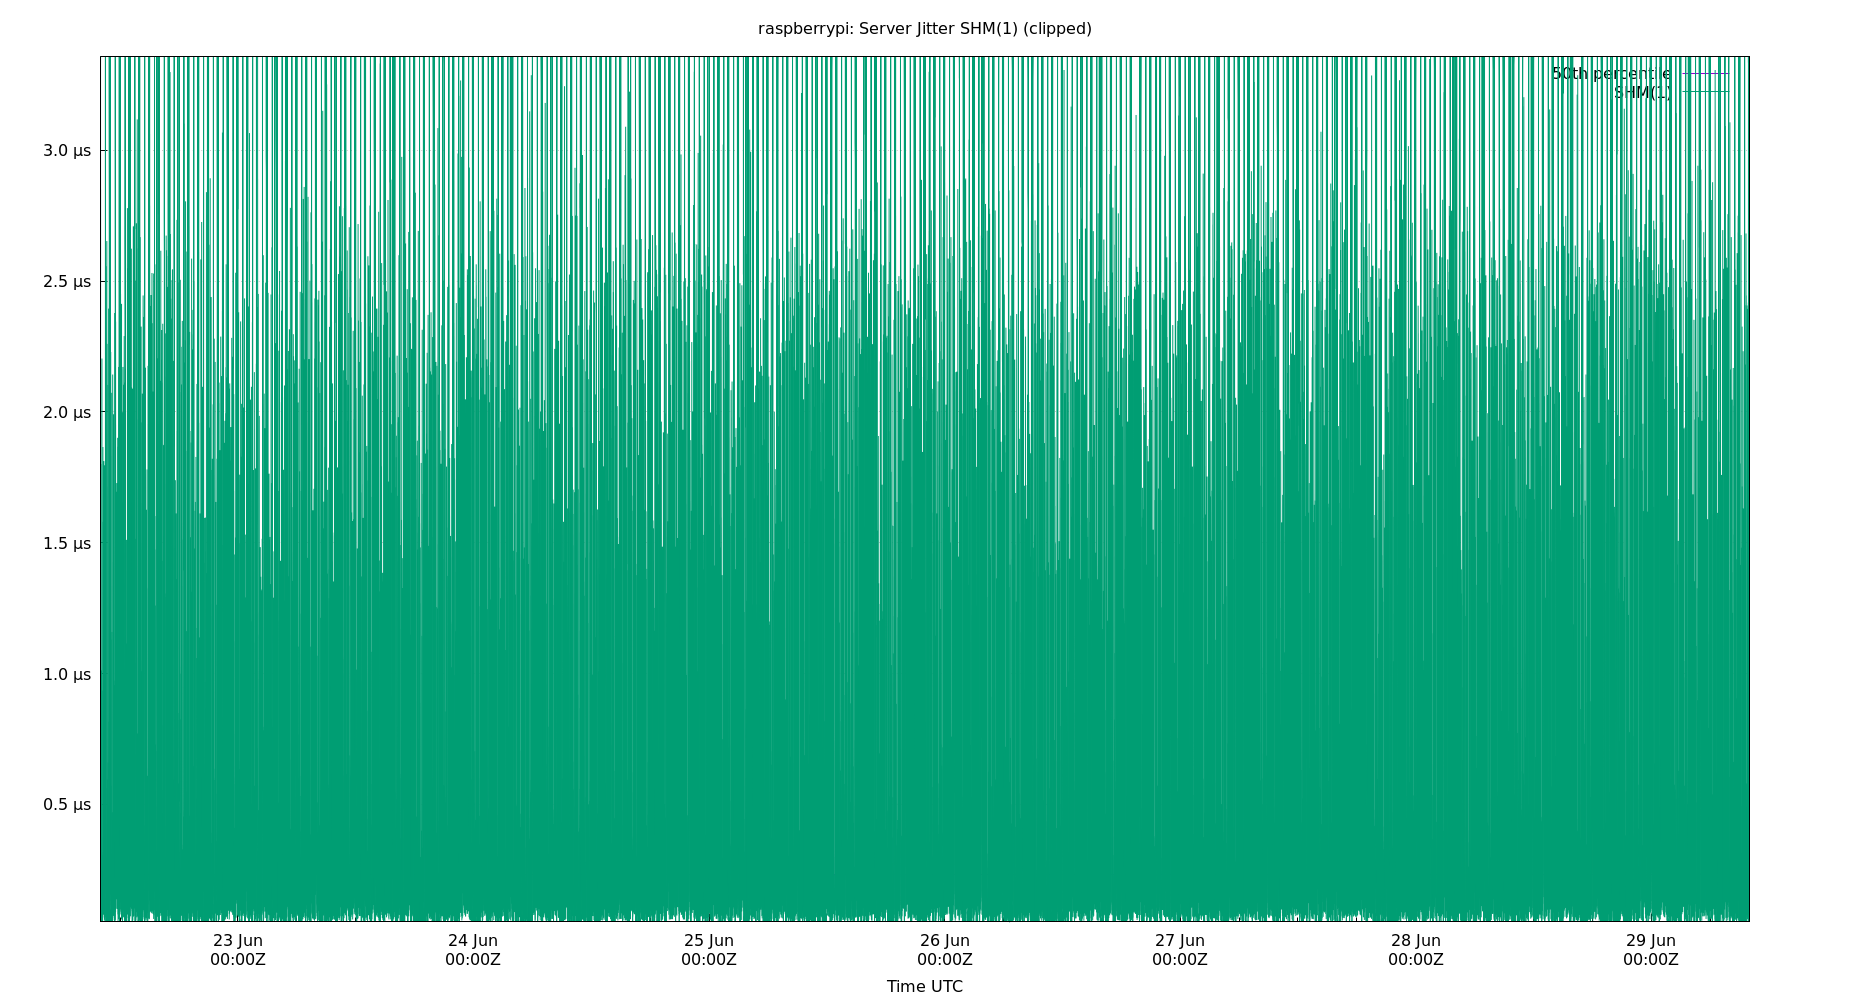 raspberrypi: Server Jitter SHM(1) (clipped)
50th percentile
SHM(1)
3.0 µs
2.5 µs
2.0 µs
1.5 µs
1.0 µs
0.5 µs
23 Jun 24 Jun 25 Jun 26 Jun 27 Jun 28 Jun 29 Jun
00:00Z 00:00Z 00:00Z 00:00Z 00:00Z 00:00Z 00:00Z
Time UTC